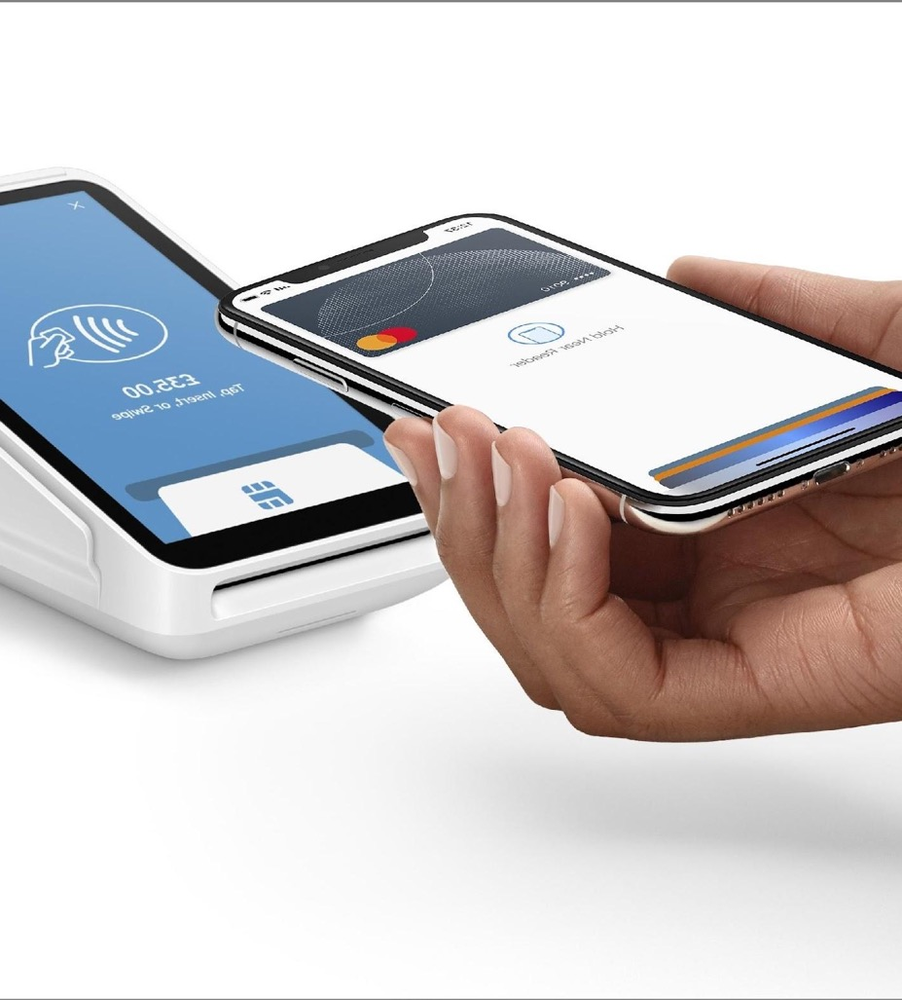 £35.00
Tap, Insert, or Swipe
Hold Near Reader